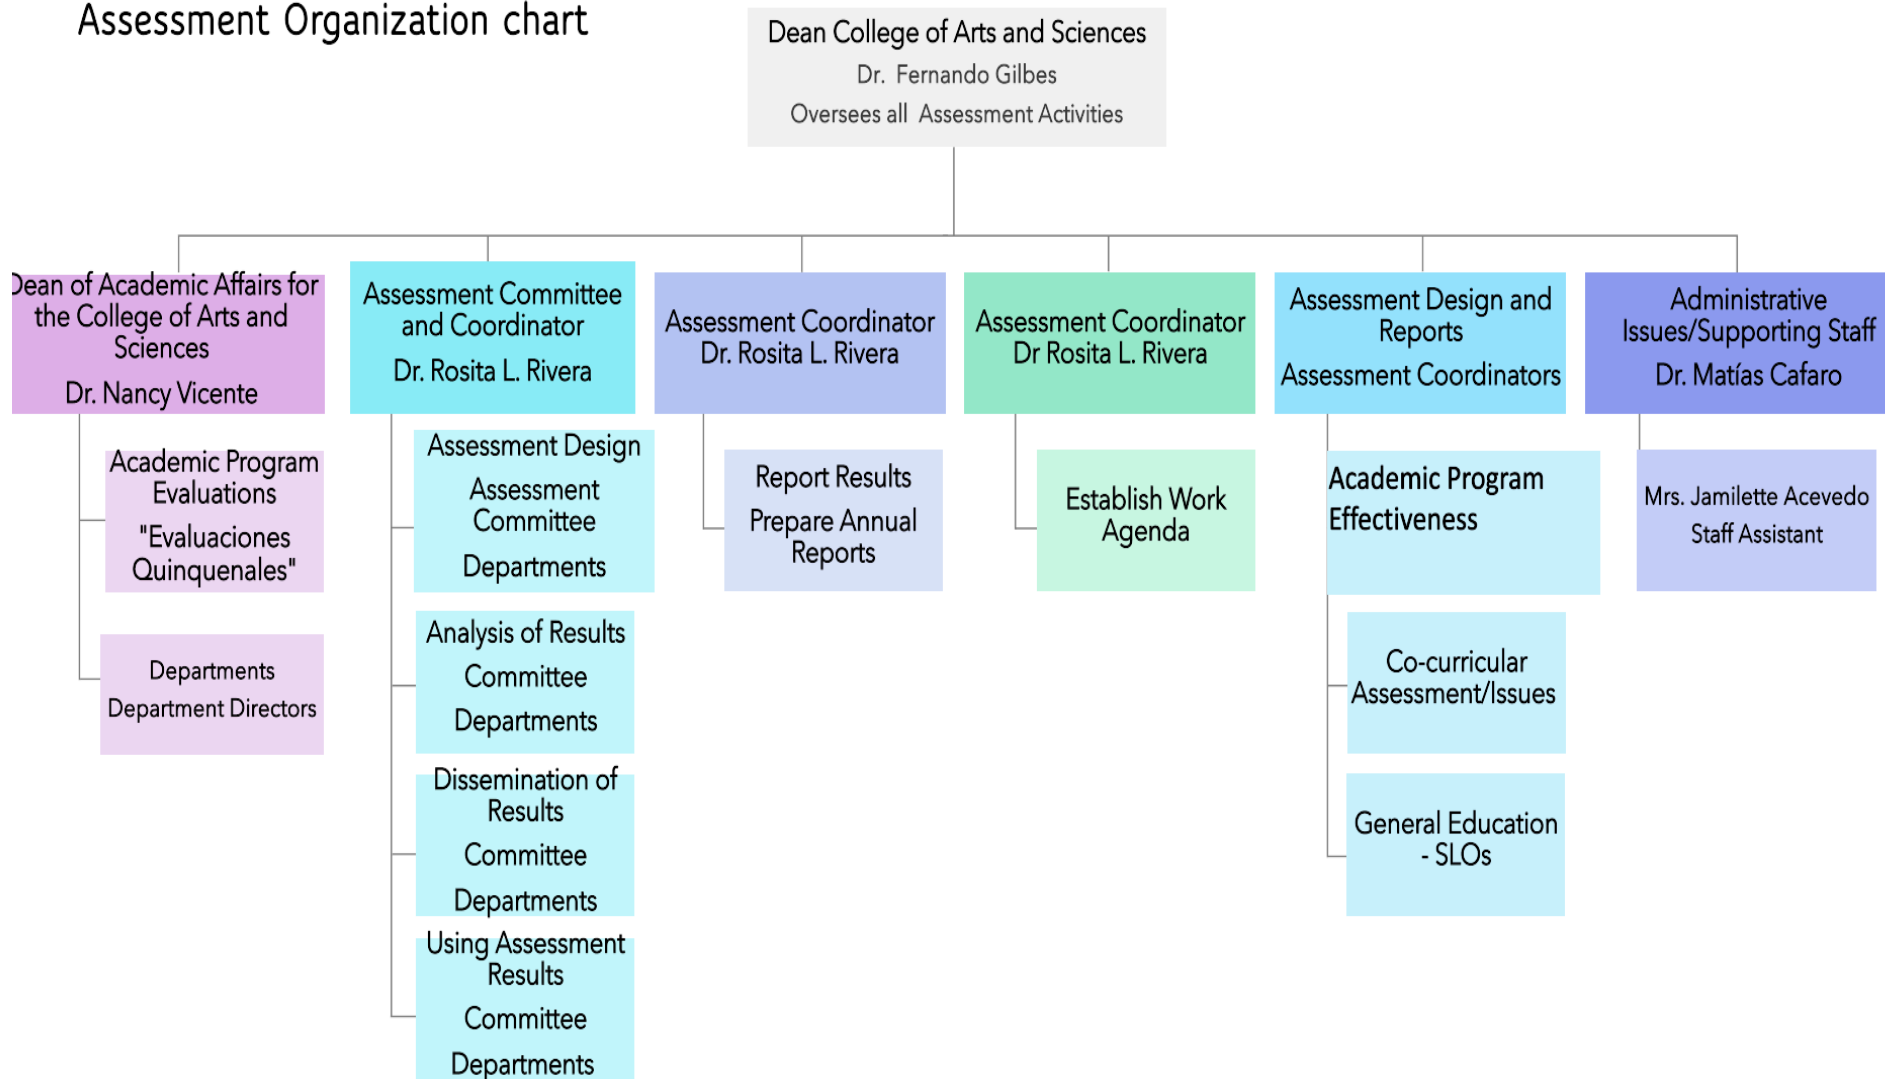 Assessment Organization chart
Dean College of Arts and Sciences
Dr. Fernando Gilbes
Oversees all Assessment Activities
Dean of Academic Affairs for
the College of Arts and
Sciences
Dr. Nancy Vicente
Academic Program
Evaluations
"Evaluaciones
Quinquenales"
Departments
Department Directors
Assessment Committee
and Coordinator
Dr. Rosita L. Rivera
Assessment Design
Assessment
Committee
Departments
Analysis of Results
Committee
Departments
Dissemination of
Results
Committee
Departments
Using Assessment
Results
Committee
Departments
Assessment Coordinator
Dr. Rosita L. Rivera
Report Results
Prepare Annual
Reports
Assessment Coordinator
Dr Rosita L. Rivera
Establish Work
Agenda
Assessment Design and
Reports
Assessment Coordinators
Academic Program
Effectiveness
Co-curricular
Assessment/Issues
General Education
- SLOs
Administrative
Issues/Supporting Staff
Dr. Matías Cafaro
Mrs. Jamilette Acevedo
Staff Assistant